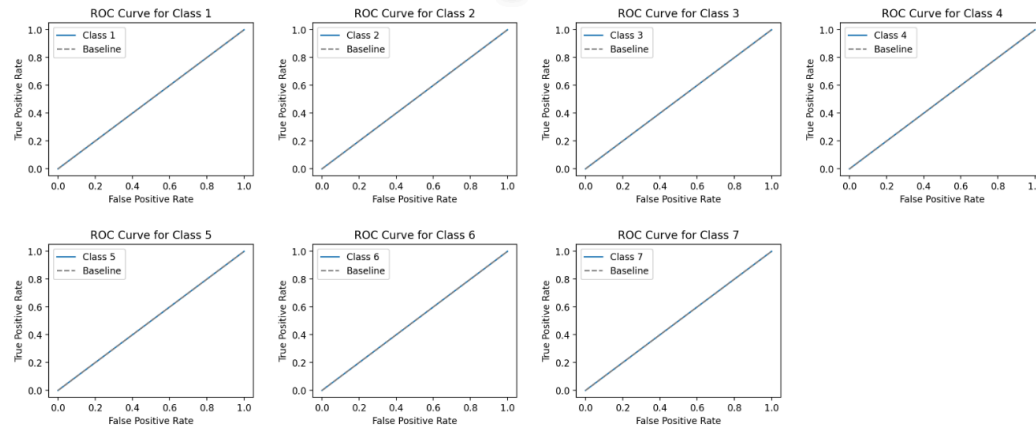 ROC Curve for Class 1
Class 1
Baseline
True Positive Rate
1.0
0.8
0.6
0.4
0.2
0.0
0.0 0.2 0.4 0.6 0.8 1.0
False Positive Rate
ROC Curve for Class 2
Class 2
Baseline
True Positive Rate
1.0
0.8
0.6
0.4
0.2
0.0
0.0 0.2 0.4 0.6 0.8 1.0
False Positive Rate
ROC Curve for Class 3
Class 3
Baseline
True Positive Rate
1.0
0.8
0.6
0.4
0.2
0.0
0.0 0.2 0.4 0.6 0.8 1.0
False Positive Rate
ROC Curve for Class 4
Class 4
Baseline
True Positive Rate
1.0
0.8
0.6
0.4
0.2
0.0
0.0 0.2 0.4 0.6 0.8
False Positive Rate
ROC Curve for Class 5
Class 5
Baseline
True Positive Rate
1.0
0.8
0.6
0.4
0.2
0.0
0.0 0.2 0.4 0.6 0.8 1.0
False Positive Rate
ROC Curve for Class 6
Class 6
Baseline
True Positive Rate
1.0
0.8
0.6
0.4
0.2
0.0
0.0 0.2 0.4 0.6 0.8 1.0
False Positive Rate
ROC Curve for Class 7
Class 7
Baseline
True Positive Rate
1.0
0.8
0.6
0.4
0.2
0.0
0.0 0.2 0.4 0.6 0.8 1.0
False Positive Rate